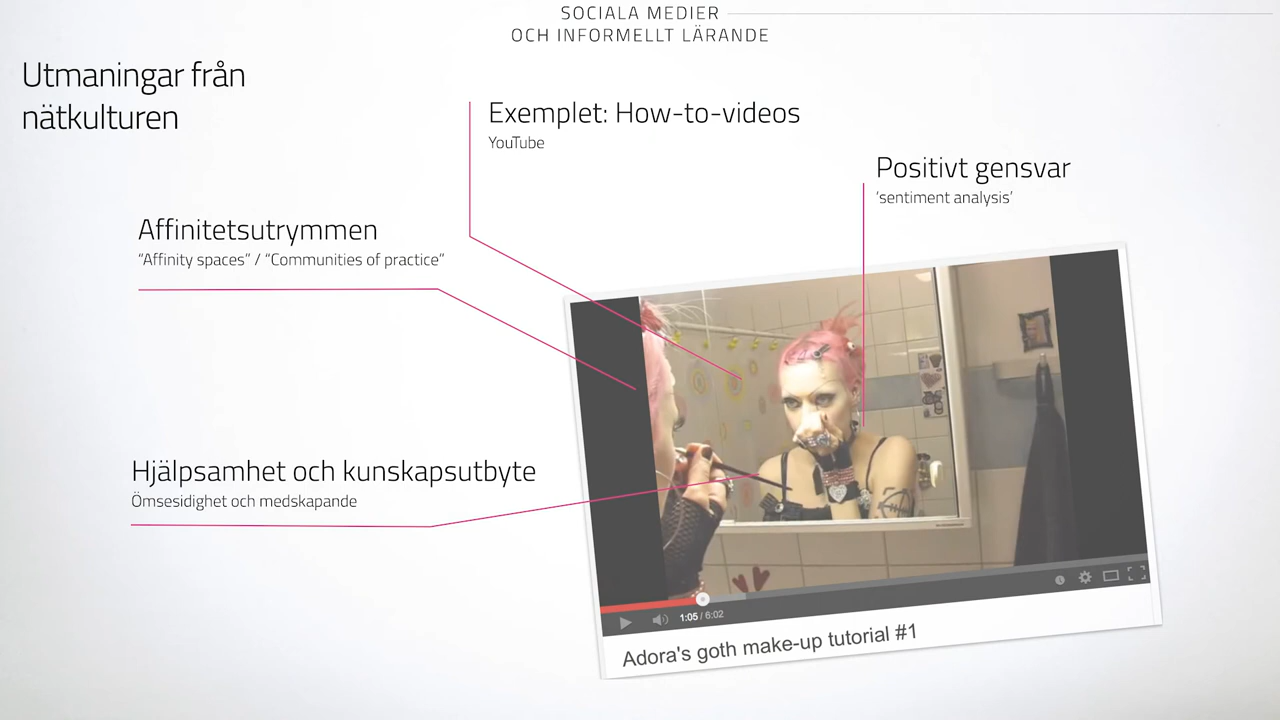 SOCIALA MEDIER
OCH INFORMELLT LÄRANDE
Utmaningar från
nätkulturen
Exemplet: How-to-videos
YouTube
Positivt gensvar
‘sentiment analysis’
Affinitetsutrymmen
“Affinity spaces” / “Communities of practice”
Hjälpsamhet och kunskapsutbyte
Ömsesidighet och medskapande
1:05 / 6:02
Adora's goth make-up tutorial #1